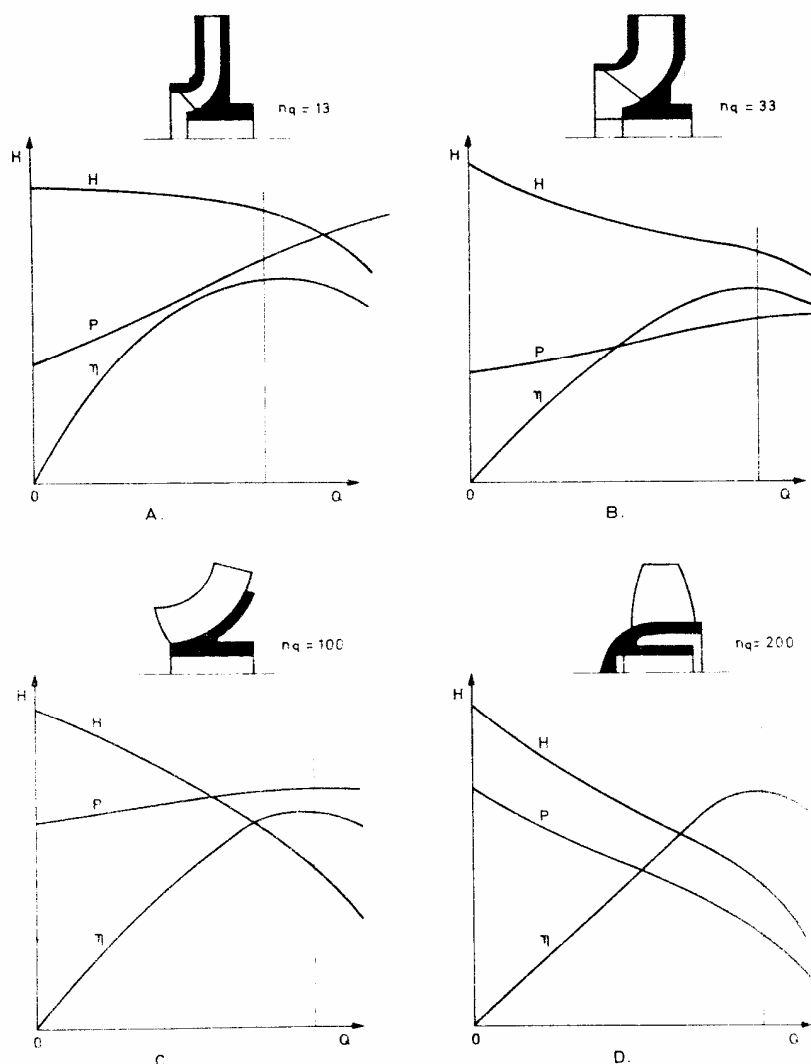 nq = 13
H
H
P
η
0
Q
A.
nq = 33
H
H
P
η
0
Q
B.
nq = 100
H
H
P
η
0
Q
C
nq = 200
H
H
P
η
0
Q
D.